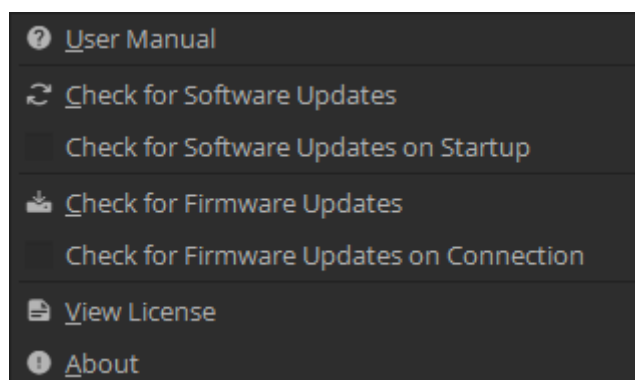 User Manual
Check for Software Updates
Check for Software Updates on Startup
Check for Firmware Updates
Check for Firmware Updates on Connection
View License
About